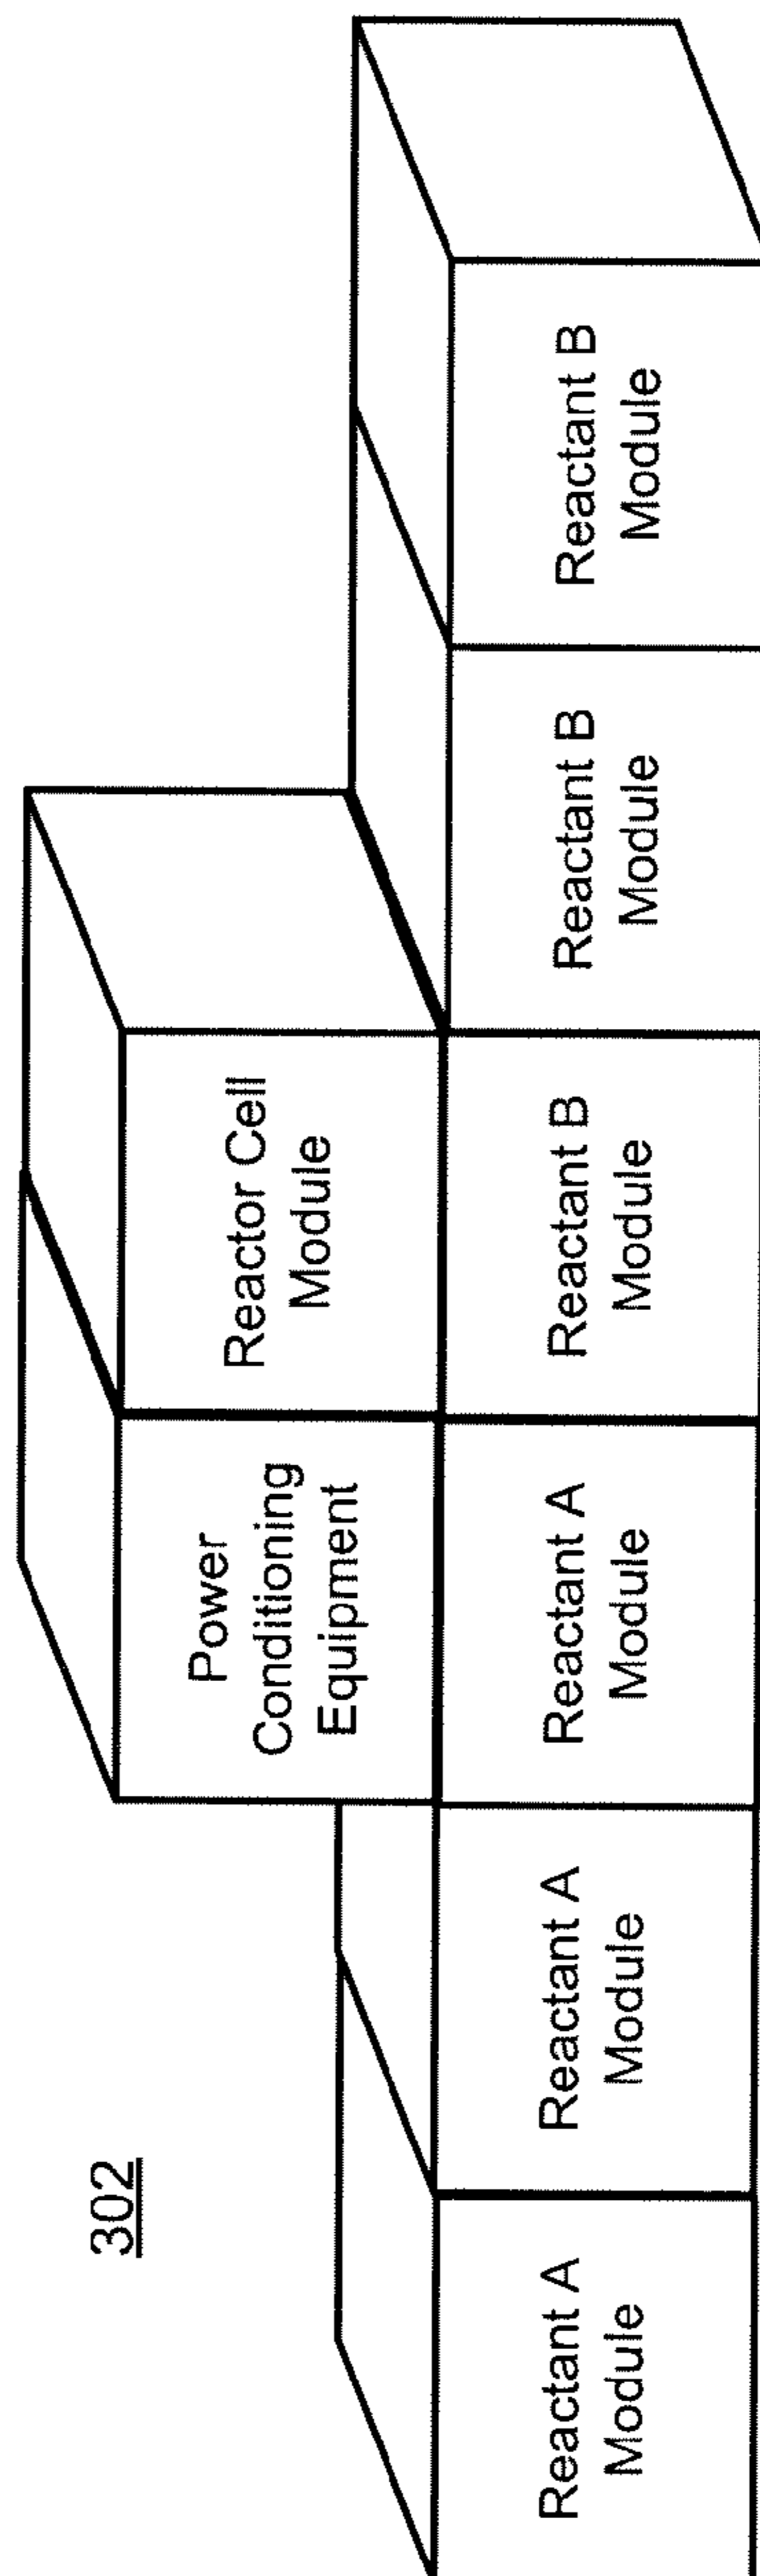 302
Power
Conditioning
Equipment
Reactor Cell
Module
Reactant A
Module
Reactant A
Module
Reactant A
Module
Reactant B
Module
Reactant B
Module
Reactant B
Module